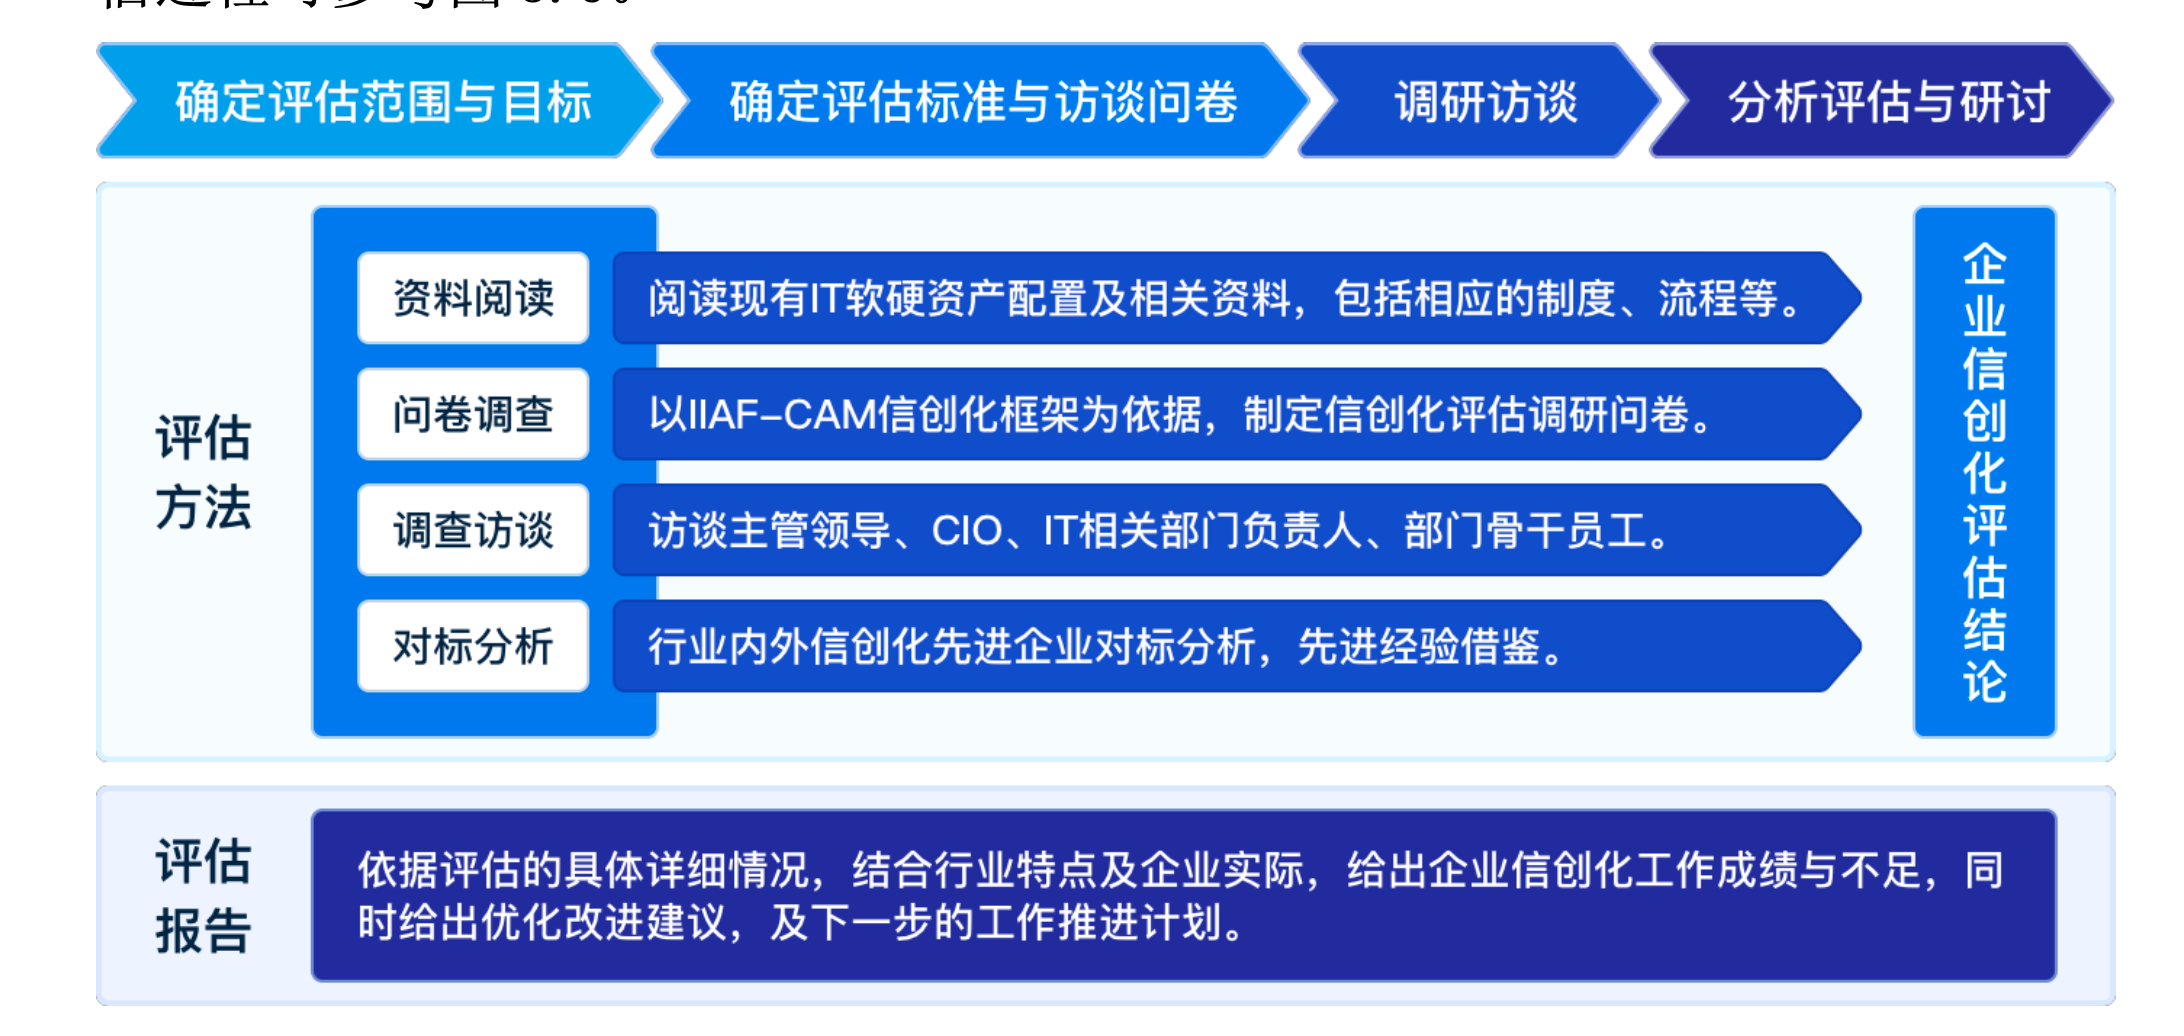 确定评估范围与目标
确定评估标准与访谈问卷
调研访谈
分析评估与研讨
评估
方法
资料阅读
阅读现有IT软硬资产配置及相关资料，包括相应的制度、流程等。
问卷调查
以IIAF-CAM信创化框架为依据，制定信创化评估调研问卷。
调查访谈
访谈主管领导、CIO、IT相关部门负责人、部门骨干员工。
对标分析
行业内外信创化先进企业对标分析，先进经验借鉴。
企业信创化评估结论
评估
报告
依据评估的具体详细情况，结合行业特点及企业实际，给出企业信创化工作成绩与不足，同
时给出优化改进建议，及下一步的工作推进计划。